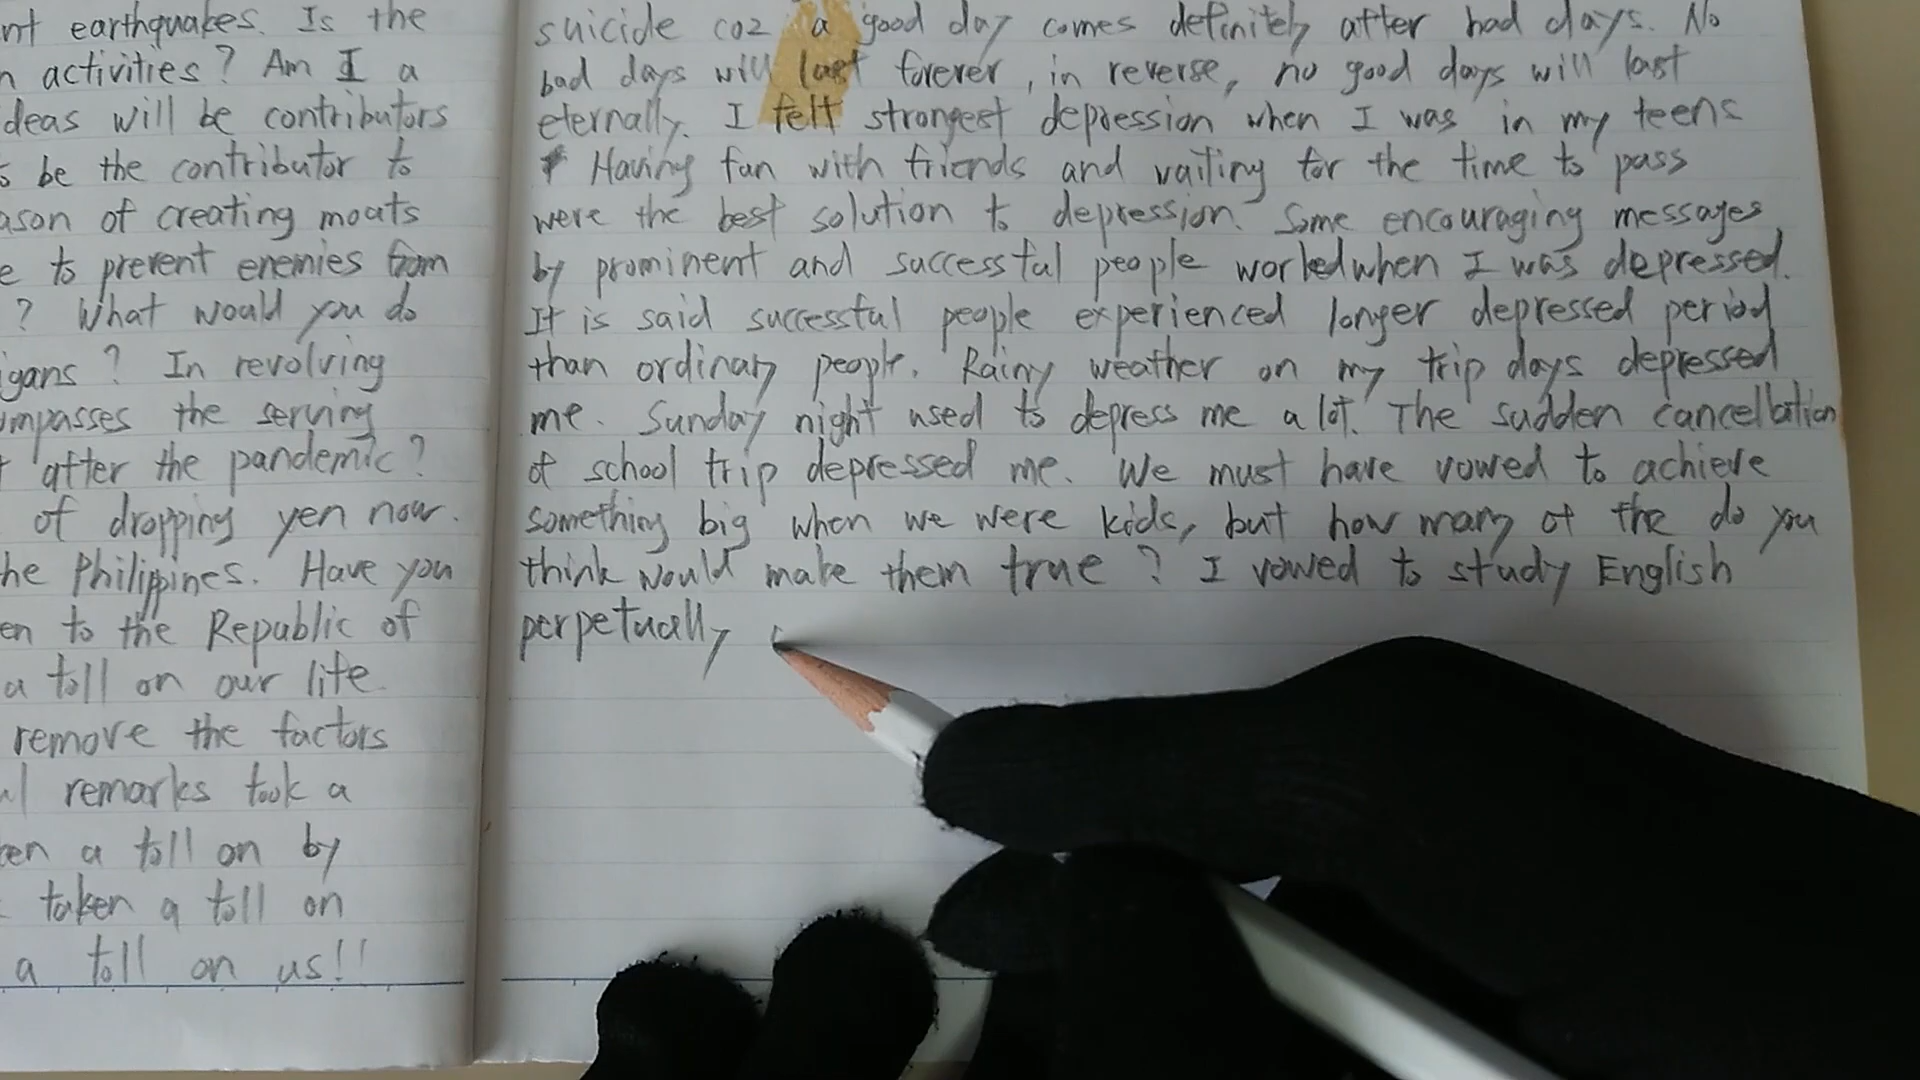 nt earthquakes. Is the
n activities? Am I a
deas will be contributors
s be the contributor to
ason of creating moats
e to prevent enemies from
? What would you do
igans? In revolving
ompasses the serving
t after the pandemic?
of dropping yen now.
he Philippines. Have you
en to the Republic of
a toll on our life.
remove the factors
l remarks took a
en a toll on by
taken a toll on
a toll on us!!
suicide coz a good day comes definitely after bad days. No
bad days will last forever, in reverse, no good days will last
eternally. I felt strongest depression when I was in my teens
Having fun with friends and vaiting for the time to pass
were the best solution to depression. Some encouraging messages
by prominent and successful people worked when I was depressed.
It is said successful people experienced longer depressed period
than ordinary people. Rainy weather on my trip days depressed
me. Sunday night used to depress me a lot. The sudden cancellation
of school trip depressed me. We must have vowed to achieve
something big when we were kids, but how many of the do you
think would make them true? I vowed to study English
perpetually